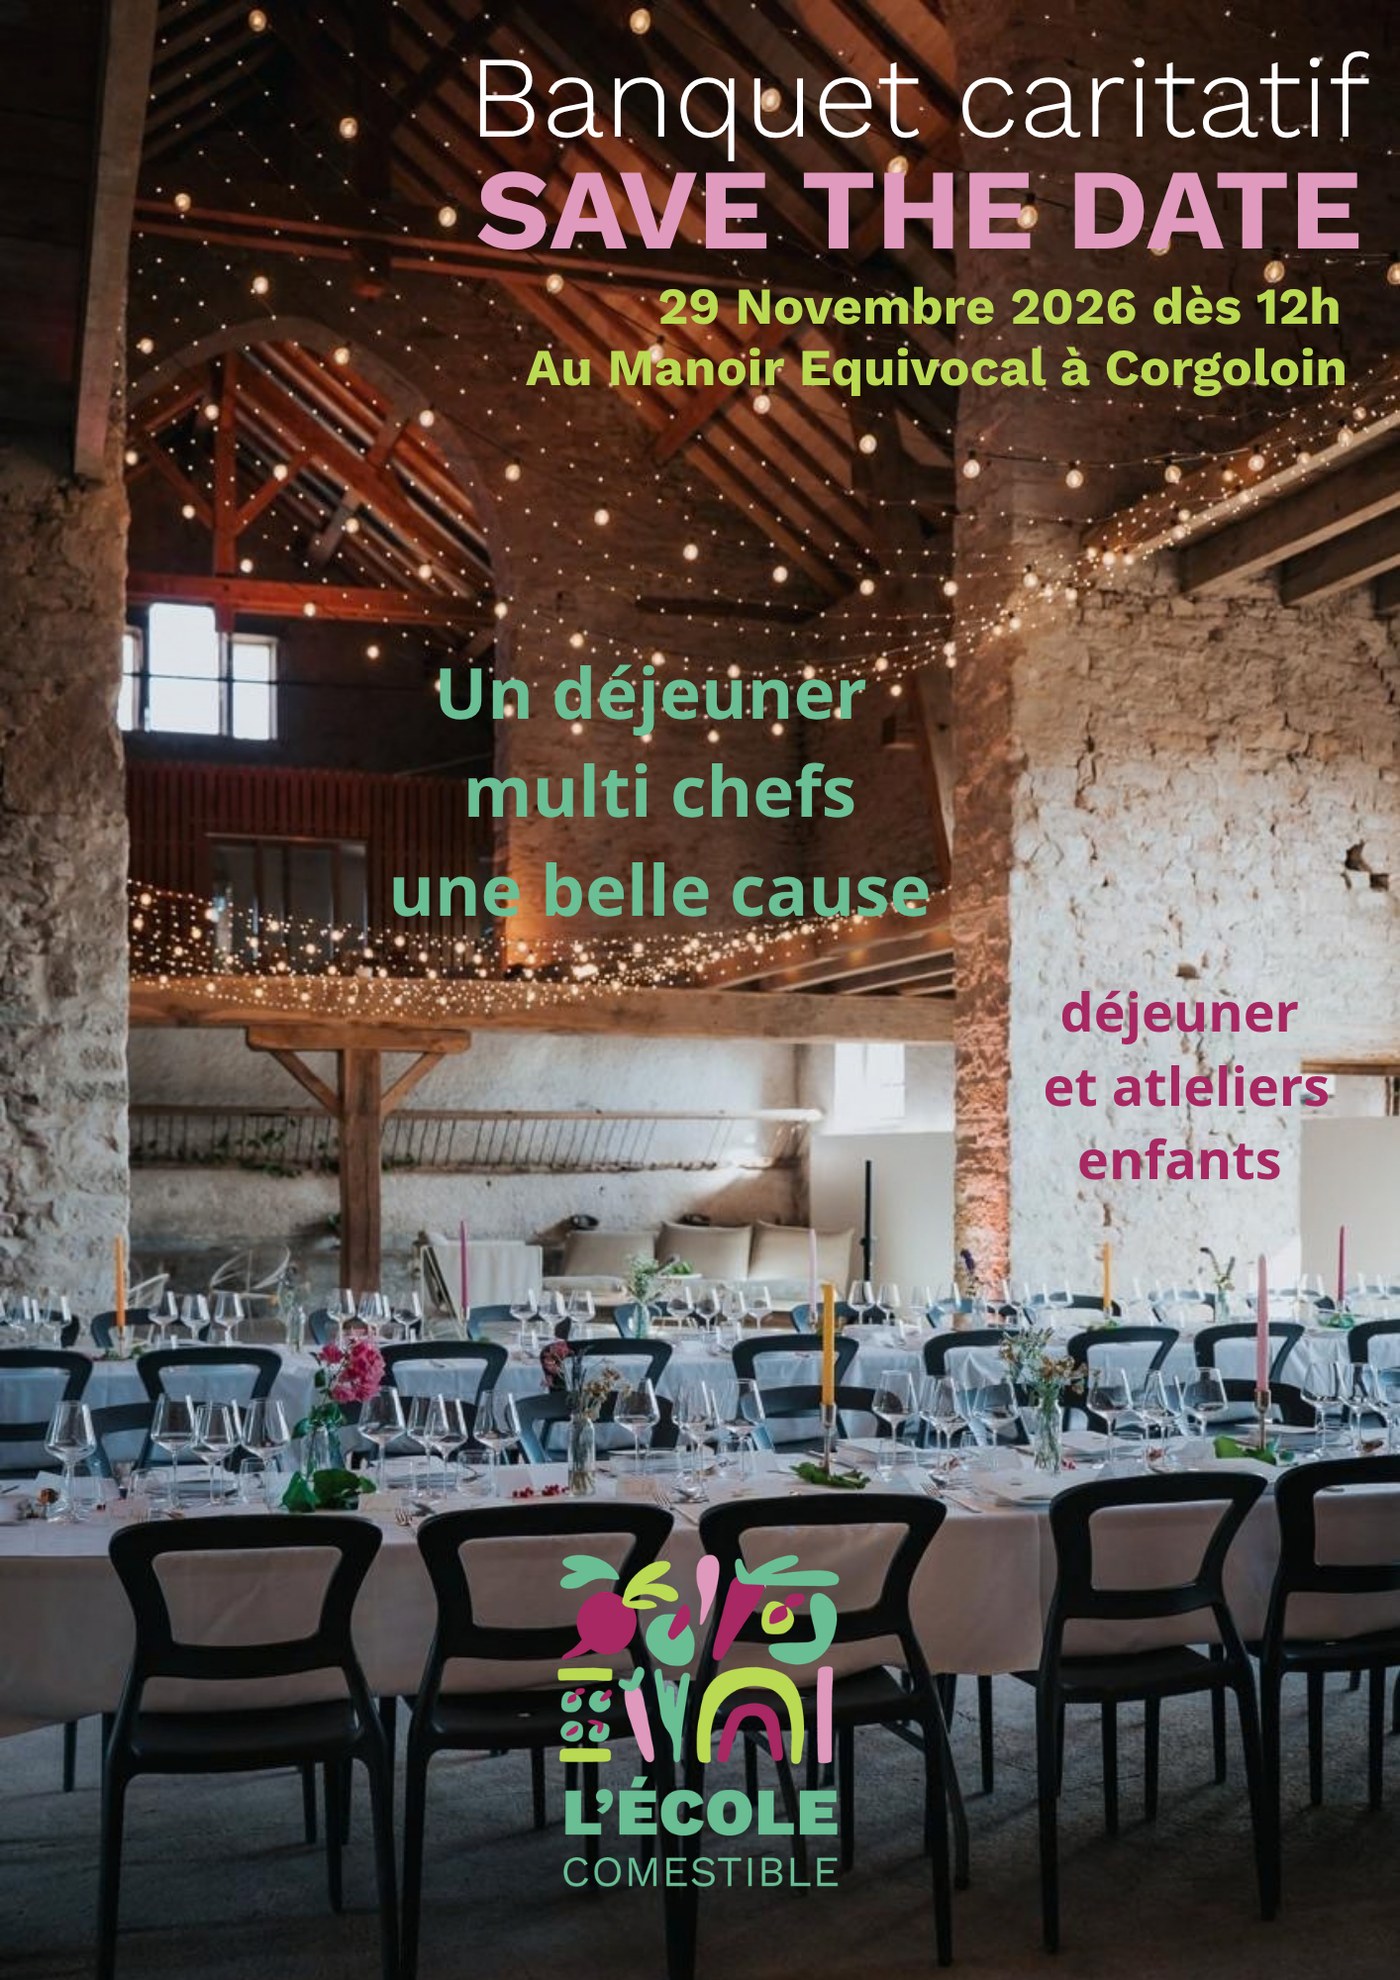 Banquet caritatif
SAVE THE DATE
29 Novembre 2026 dès 12h
Au Manoir Equivocal à Corgoloin
Un déjeuner
multi chefs
une belle cause
déjeuner
et atleliers
enfants
L'ÉCOLE
COMESTIBLE